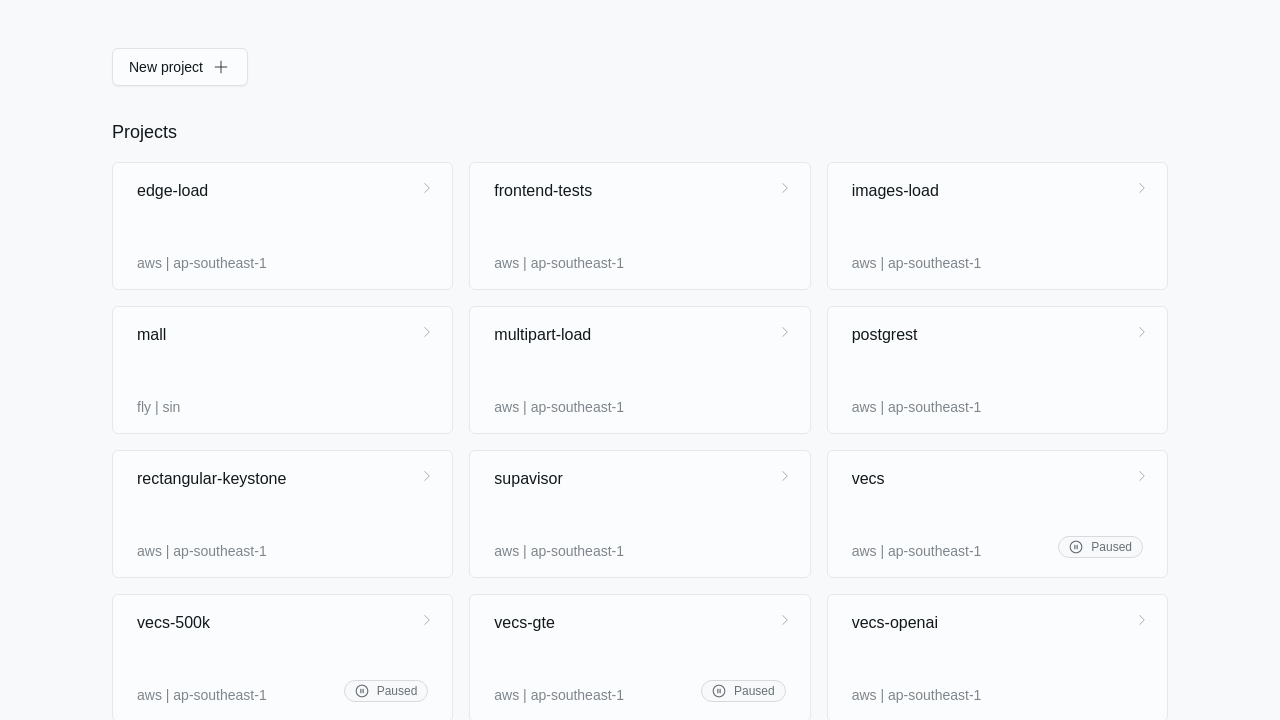 New project
Projects
edge-load
aws | ap-southeast-1
frontend-tests
aws | ap-southeast-1
images-load
aws | ap-southeast-1
mall
fly | sin
multipart-load
aws | ap-southeast-1
postgrest
aws | ap-southeast-1
rectangular-keystone
aws | ap-southeast-1
supavisor
aws | ap-southeast-1
vecs
aws | ap-southeast-1
Paused
vecs-500k
aws | ap-southeast-1
Paused
vecs-gte
aws | ap-southeast-1
Paused
vecs-openai
aws | ap-southeast-1